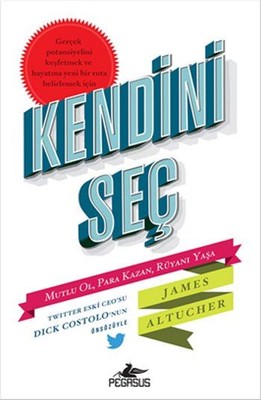 Gerçek
potansiyelini
keşfetmek ve
hayatına yeni bir rota
belirlemek için
KENDİNİ
SEÇ
MUTLU OL, PARA KAZAN, RÜYANI YAŞA
TWITTER ESKİ CEO'SU
DICK COSTOLO'NUN
ÖNSÖZÜYLE
JAMES
ALTUCHER
PEGASUS